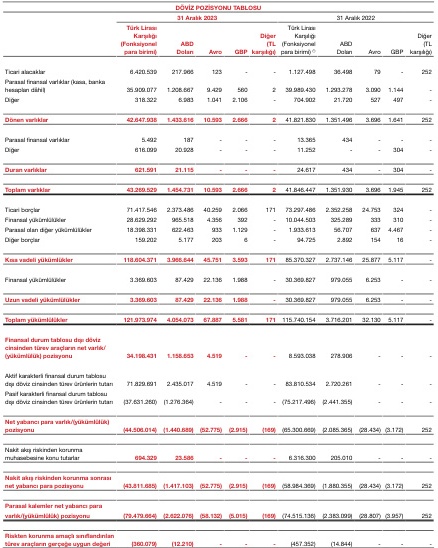 DÖVİZ POZİSYONU TABLOSU
31 Aralık 2023 31 Aralık 2022
Türk Lirası Karşılığı (Fonksiyonel para birimi) ABD Dolan Avro GBP Diğer (TL karşılığı) Türk Lirası Karşılığı (Fonksiyonel para birimi) ABD Dolan Avro GBP Diğer (TL karşılığı)
Ticari alacaklar 6.420.539 217.966 123 - - 1.127.498 36.498 79 - 252
Parasal finansal varlıklar (kasa, banka
hesapları dâhil) 35.909.077 1.208.667 9.429 560 2 39.989.430 1.293.278 3.090 1.144 -
Diğer 318.322 6.983 1.041 2.106 - 704.902 21.720 527 497 -
Dönen varlıklar 42.647.938 1.433.616 10.593 2.666 2 41.821.830 1.351.496 3.696 1.641 252
Parasal finansal varlıklar 5.492 187 - - - 13.365 434 - - -
Diğer 616.099 20.928 - - - 11.252 - - 304 -
Duran varlıklar 621.591 21.115 - - - 24.617 434 - 304 -
Toplam varlıklar 43.269.529 1.454.731 10.593 2.666 2 41.846.447 1.351.930 3.696 1.945 252
Ticari borçlar 71.417.546 2.373.486 40.259 2.066 171 73.297.486 2.352.258 24.753 324 -
Finansal yükümlülükler 28.629.292 965.518 4.356 392 - 10.044.503 325.289 333 310 -
Parasal olan diğer yükümlülükler 18.398.331 622.463 933 1.129 - 1.933.613 56.707 637 4.467 -
Diğer borçlar 159.202 5.177 203 6 - 94.725 2.892 154 16 -
Kısa vadeli yükümlülükler 118.604.371 3.966.644 45.751 3.593 171 85.370.327 2.737.146 25.877 5.117 -
Finansal yükümlülükler 3.369.603 87.429 22.136 1.988 - 30.369.827 979.055 6.253 - -
Uzun vadeli yükümlülükler 3.369.603 87.429 22.136 1.988 - 30.369.827 979.055 6.253 - -
Toplam yükümlülükler 121.973.974 4.054.073 67.887 5.581 171 115.740.154 3.716.201 32.130 5.117 -
Finansal durum tablosu dışı döviz
cinsinden türev araçların net varlık/
(yükümlülük) pozisyonu 34.198.431 1.158.653 4.519 - - 8.593.038 278.906 - - -
Aktif karakterli finansal durum tablosu
dışı döviz cinsinden türev ürünlerin tutarı 71.829.691 2.435.017 4.519 - - 83.810.534 2.720.261 - - -
Pasif karakterli finansal durum tablosu
dışı döviz cinsinden türev ürünlerin tutarı (37.631.260) (1.276.364) - - - (75.217.496) (2.441.355) - - -
Net yabancı para varlık/(yükümlülük)
pozisyonu (44.506.014) (1.440.689) (52.775) (2.915) (169) (65.300.669) (2.085.365) (28.434) (3.172) 252
Nakit akış riskinden korunma
muhasebesine konu tutarlar 694.329 23.586 - - - 6.316.300 205.010 - - -
Nakit akış riskinden korunma sonrası
net yabancı para pozisyonu (43.811.685) (1.417.103) (52.775) (2.915) (169) (58.984.369) (1.880.355) (28.434) (3.172) 252
Parasal kalemler net yabancı para
varlık/(yükümlülük) pozisyonu (79.479.664) (2.622.076) (58.132) (5.015) (169) (74.515.136) (2.383.099) (28.807) (3.957) 252
Riskten korunma amaçlı sınıflandırılan
türev araçların gerçeğe uygun değeri (360.079) (12.210) - - - (457.352) (14.844) - - -